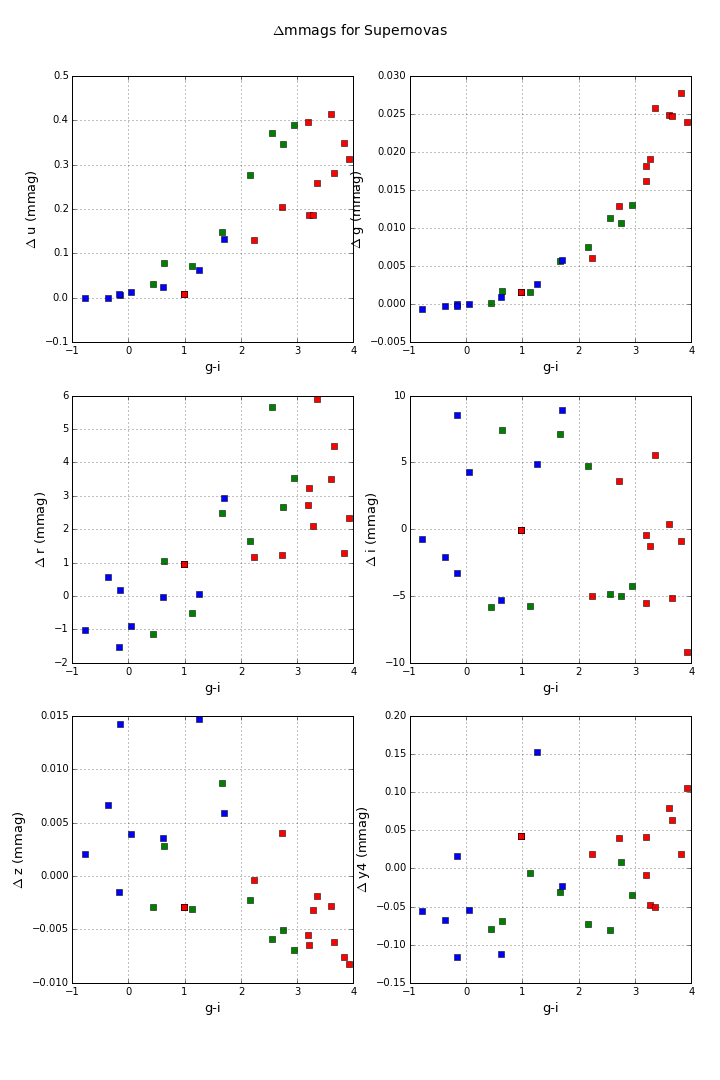 Δmmags for Supernovas
0.5
0.4
0.3
0.2
0.1
0.0
−0.1
Δ u (mmag)
−1 0 1 2 3 4
g-i
0.030
0.025
0.020
0.015
0.010
0.005
0.000
−0.005
Δ g (mmag)
−1 0 1 2 3 4
g-i
6
5
4
3
2
1
0
−1
−2
Δ r (mmag)
−1 0 1 2 3 4
g-i
10
5
0
−5
−10
Δ i (mmag)
−1 0 1 2 3 4
g-i
0.015
0.010
0.005
0.000
−0.005
−0.010
Δ z (mmag)
−1 0 1 2 3 4
g-i
0.20
0.15
0.10
0.05
0.00
−0.05
−0.10
−0.15
Δ y4 (mmag)
−1 0 1 2 3 4
g-i